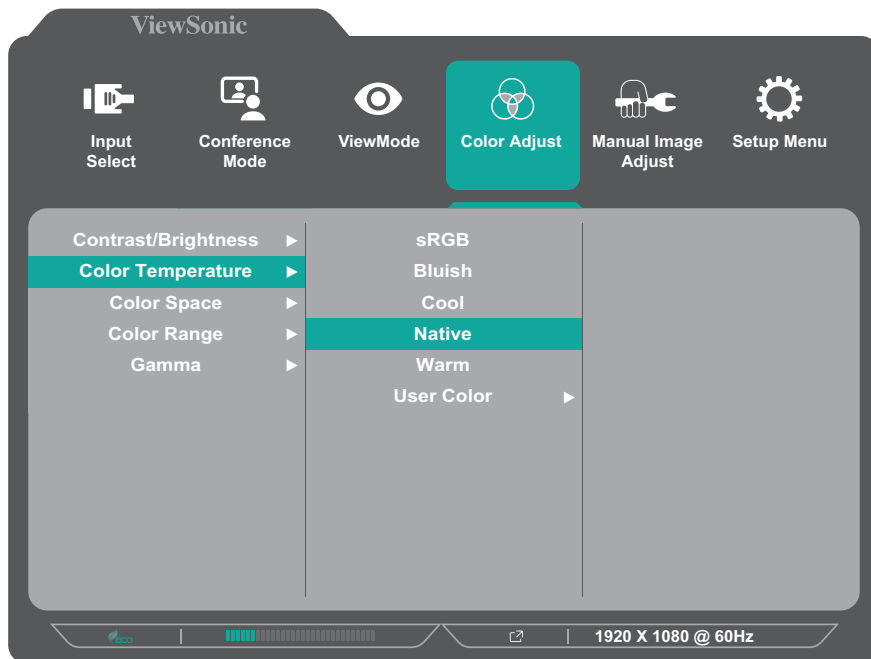 ViewSonic
Input
Select
Conference
Mode
ViewMode
Color Adjust
Manual Image
Adjust
Setup Menu
Contrast/Brightness
Color Temperature
Color Space
Color Range
Gamma
sRGB
Bluish
Cool
Native
Warm
User Color
eco
1920 X 1080 @ 60Hz